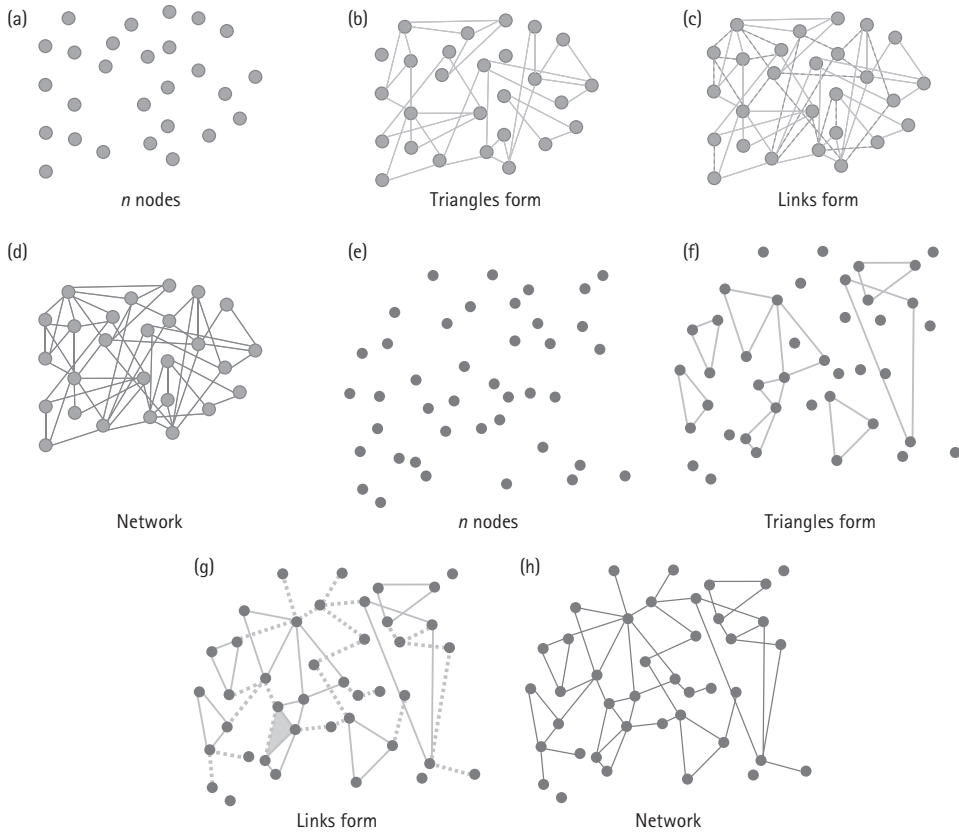 (a)
(b)
(c)
n nodes
Triangles form
Links form
(d)
(e)
(f)
Network
n nodes
Triangles form
(g)
(h)
Links form
Network